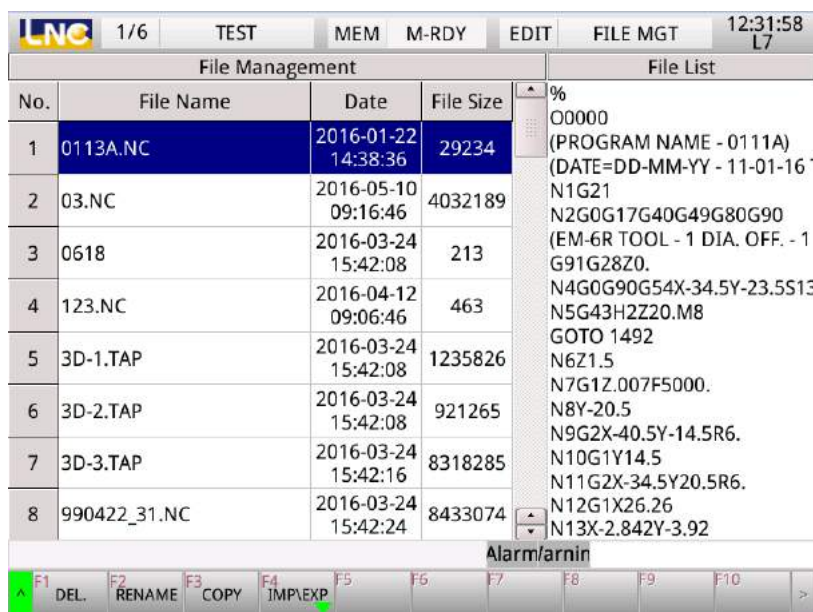 LNC 1/6 TEST MEM M-RDY EDIT FILE MGT 12:31:58
L7
File Management File List
No. File Name Date File Size
1 0113A.NC 2016-01-22 14:38:36 29234
2 03.NC 2016-05-10 09:16:46 4032189
3 0618 2016-03-24 15:42:08 213
4 123.NC 2016-04-12 09:06:46 463
5 3D-1.TAP 2016-03-24 15:42:08 1235826
6 3D-2.TAP 2016-03-24 15:42:08 921265
7 3D-3.TAP 2016-03-24 15:42:16 8318285
8 990422_31.NC 2016-03-24 15:42:24 8433074
%
O0000
(PROGRAM NAME - 0111A)
(DATE=DD-MM-YY - 11-01-16
N1G21
N2G0G17G40G49G80G90
(EM-6R TOOL - 1 DIA. OFF. - 1
G91G28Z0.
N4G0G90G54X-34.5Y-23.5S13
N5G43H2Z20.M8
GOTO 1492
N6Z1.5
N7G1Z.007F5000.
N8Y-20.5
N9G2X-40.5Y-14.5R6.
N10G1Y14.5
N11G2X-34.5Y20.5R6.
N12G1X26.26
N13X-2.842Y-3.92
Alarm/arnin
^ F1 DEL. F2 RENAME F3 COPY F4 IMP\EXP F5 F6 F7 F8 F9 F10 >